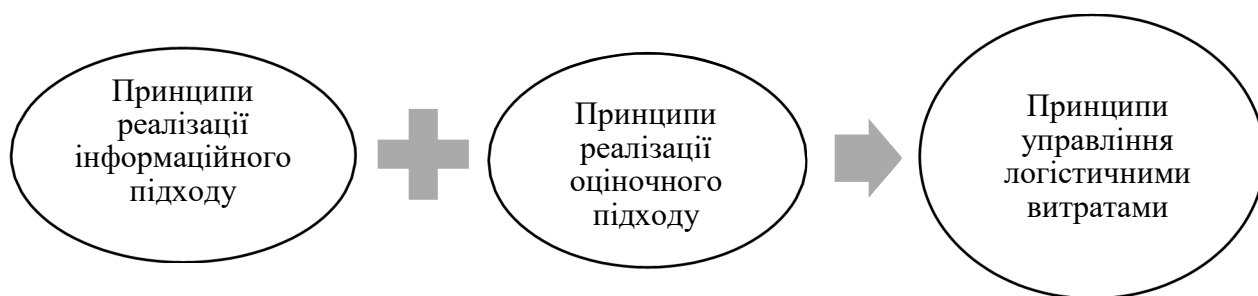 Принципи
реалізації
інформаційного
підходу
Принципи
реалізації
оціночного
підходу
Принципи
управління
логістичними
витратами